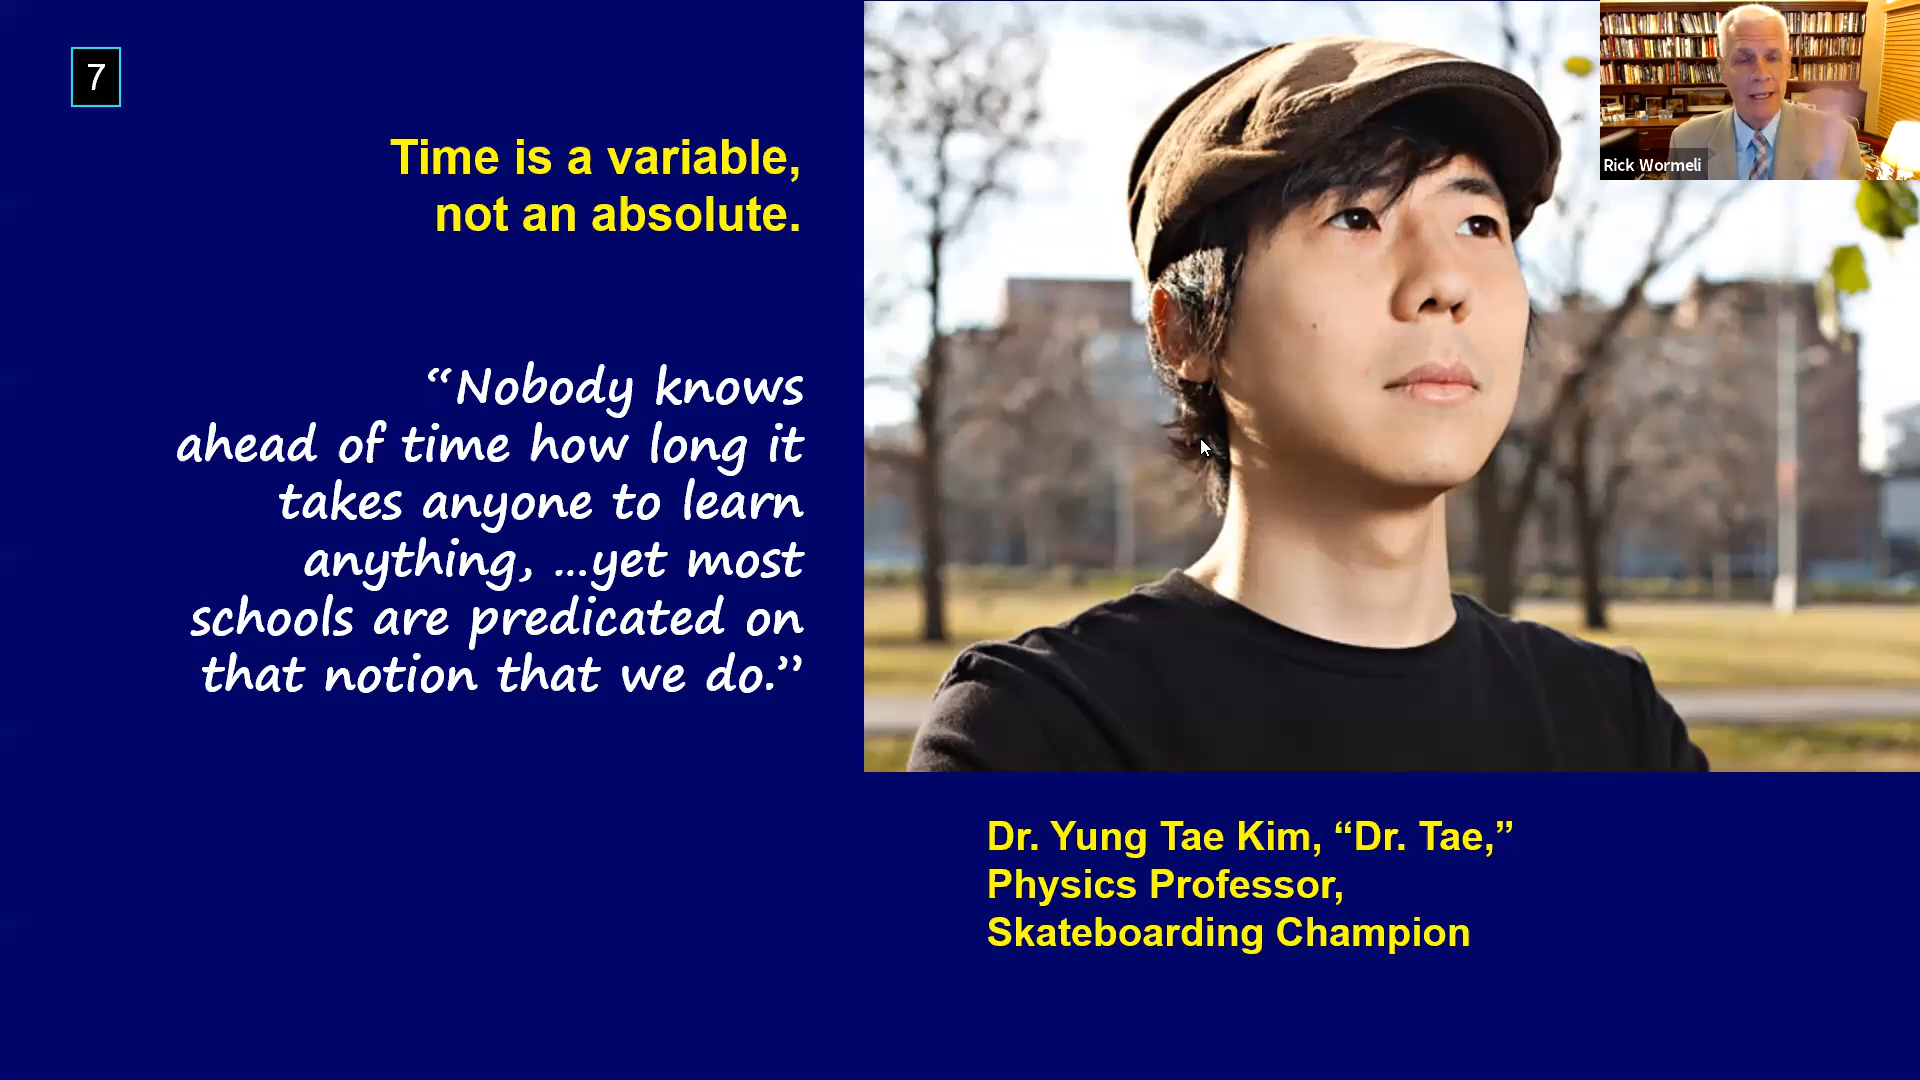 7
Time is a variable,
not an absolute.
“Nobody knows
ahead of time how long it
takes anyone to learn
anything, ...yet most
schools are predicated on
that notion that we do.”
Rick Wormeli
Dr. Yung Tae Kim, “Dr. Tae,”
Physics Professor,
Skateboarding Champion